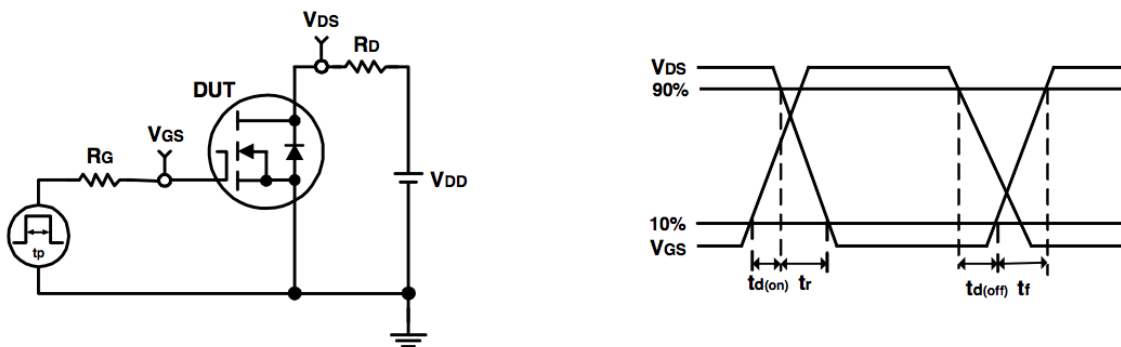 VDS
RD
DUT
VGS
RG
VDD
tp
VDS
90%
10%
VGS
td(on) tr
td(off) tf